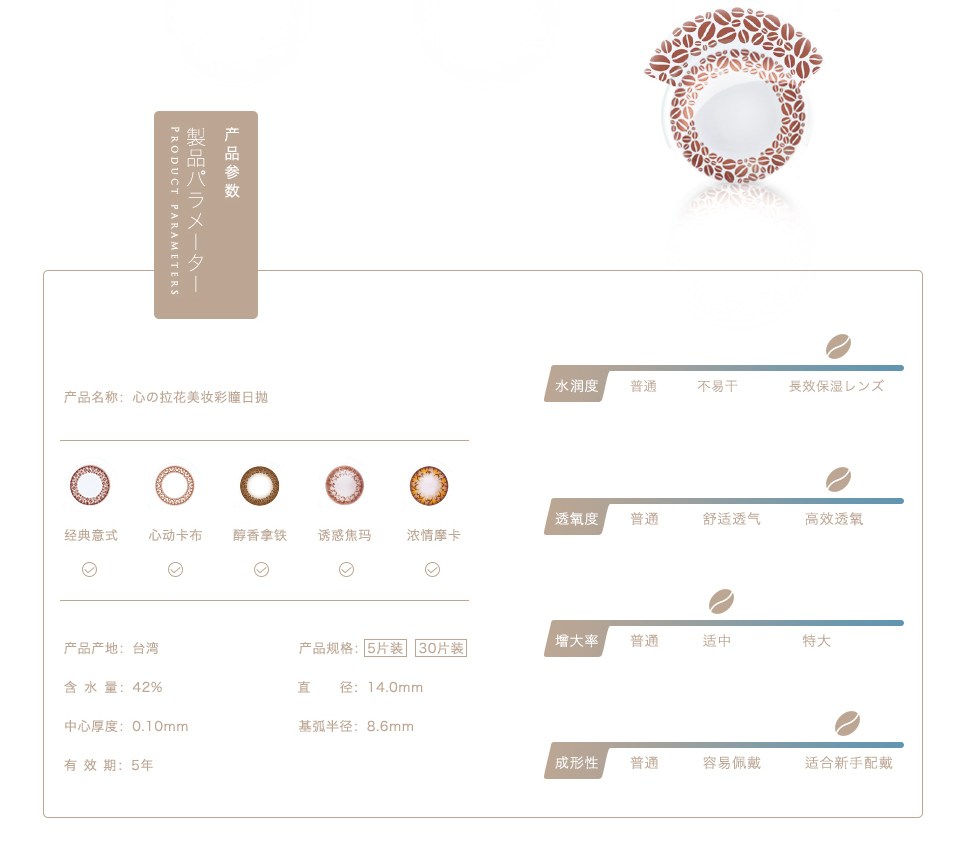 产品参数
製品パラメーター
PRODUCT PARAMETERS
产品名称：心の拉花美妆彩瞳日抛
经典意式 心动卡布 醇香拿铁 诱感焦玛 浓情摩卡
产品产地：台湾 产品规格：5片装 30片装
含 水 量：42% 直 径：14.0mm
中心厚度：0.10mm 基弧半径：8.6mm
有 效 期：5年
水润度 普通 不易干 長效保湿レンズ
透氧度 普通 舒适透气 高效透氧
增大率 普通 适中 特大
成形性 普通 容易佩戴 适合新手配戴